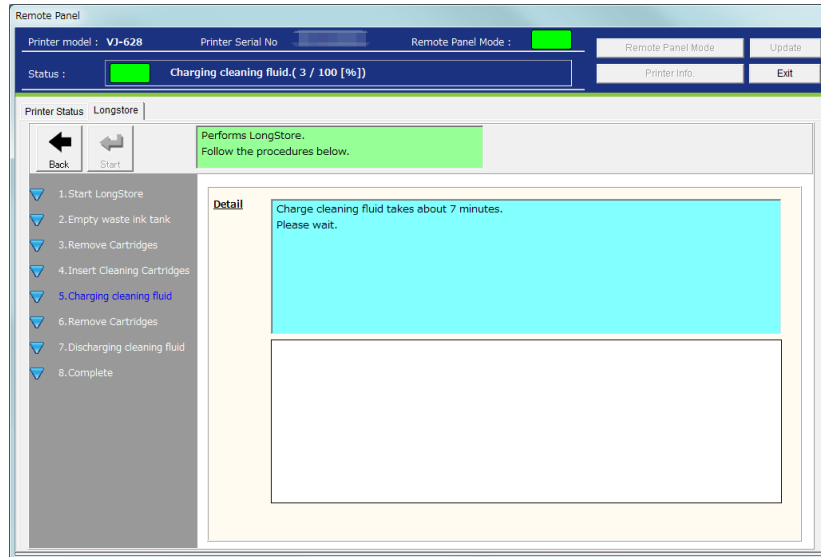 Remote Panel
Printer model : VJ-628 Printer Serial No Remote Panel Mode :
Remote Panel Mode Update
Status : Charging cleaning fluid.( 3 / 100 [%])
Printer Info. Exit
Printer Status Longstore
Back Start
Performs LongStore.
Follow the procedures below.
1.Start LongStore
2.Empty waste ink tank
3.Remove Cartridges
4.Insert Cleaning Cartridges
5.Charging cleaning fluid
6.Remove Cartridges
7.Discharging cleaning fluid
8.Complete
Detail
Charge cleaning fluid takes about 7 minutes.
Please wait.